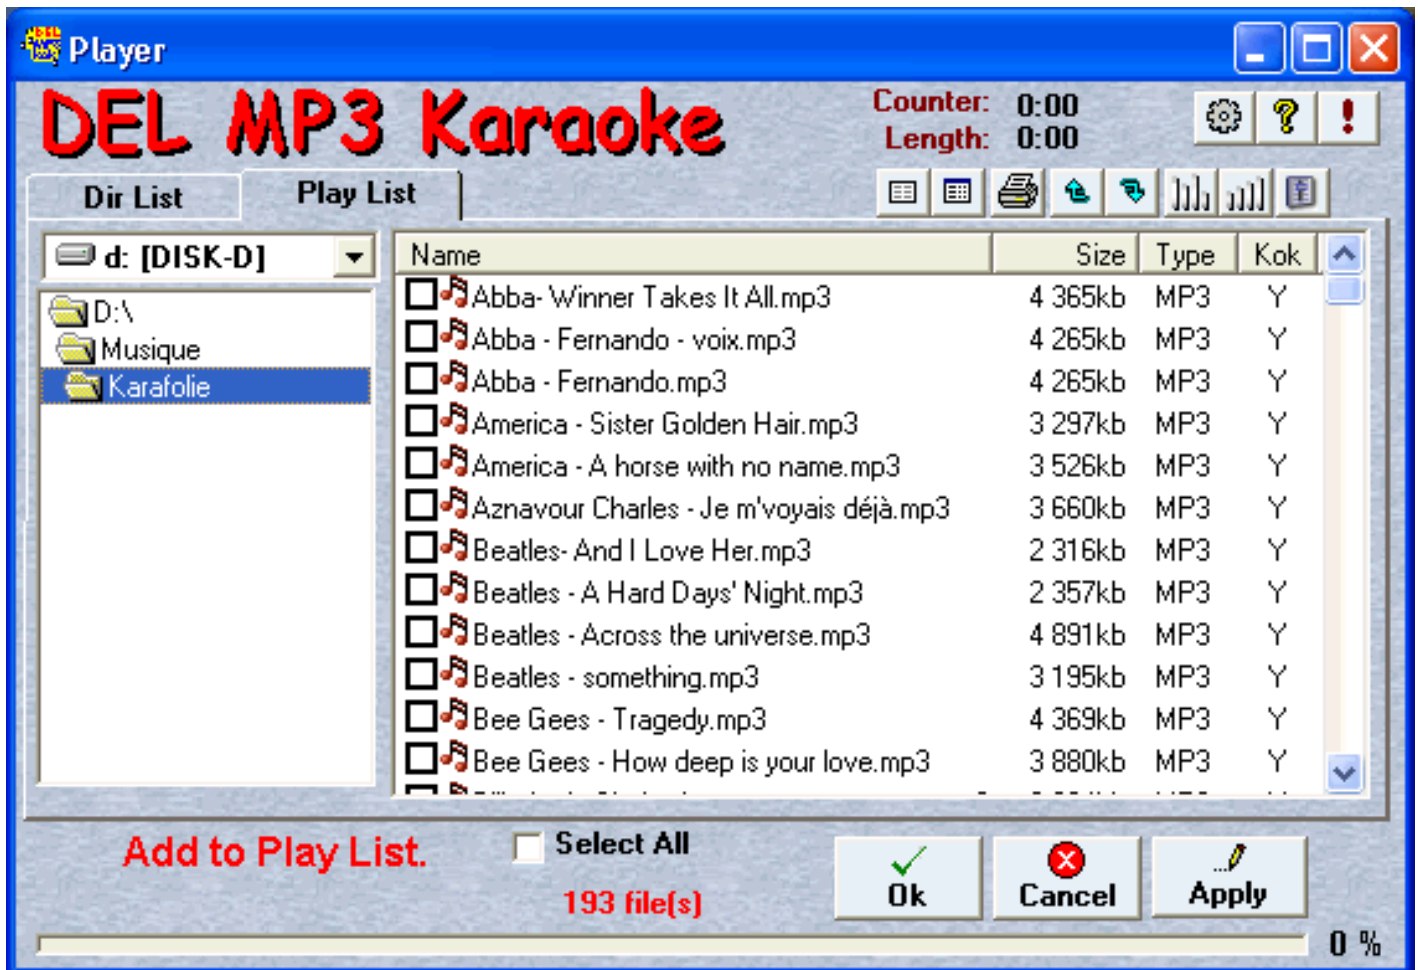 Player
DEL MP3 Karaoke
Counter: 0:00
Length: 0:00
Dir List
Play List
d: [DISK-D]
D:\
Musique
Karafolie
Name Size Type Kok
Abba- Winner Takes It All.mp3 4 365kb MP3 Y
Abba - Fernando - voix.mp3 4 265kb MP3 Y
Abba - Fernando.mp3 4 265kb MP3 Y
America - Sister Golden Hair.mp3 3 297kb MP3 Y
America - A horse with no name.mp3 3 526kb MP3 Y
Aznavour Charles - Je m'voyais déjà.mp3 3 660kb MP3 Y
Beatles- And I Love Her.mp3 2 316kb MP3 Y
Beatles - A Hard Days' Night.mp3 2 357kb MP3 Y
Beatles - Across the universe.mp3 4 891kb MP3 Y
Beatles - something.mp3 3 195kb MP3 Y
Bee Gees - Tragedy.mp3 4 369kb MP3 Y
Bee Gees - How deep is your love.mp3 3 880kb MP3 Y
Add to Play List.
Select All
193 file(s)
Ok
Cancel
Apply
0 %